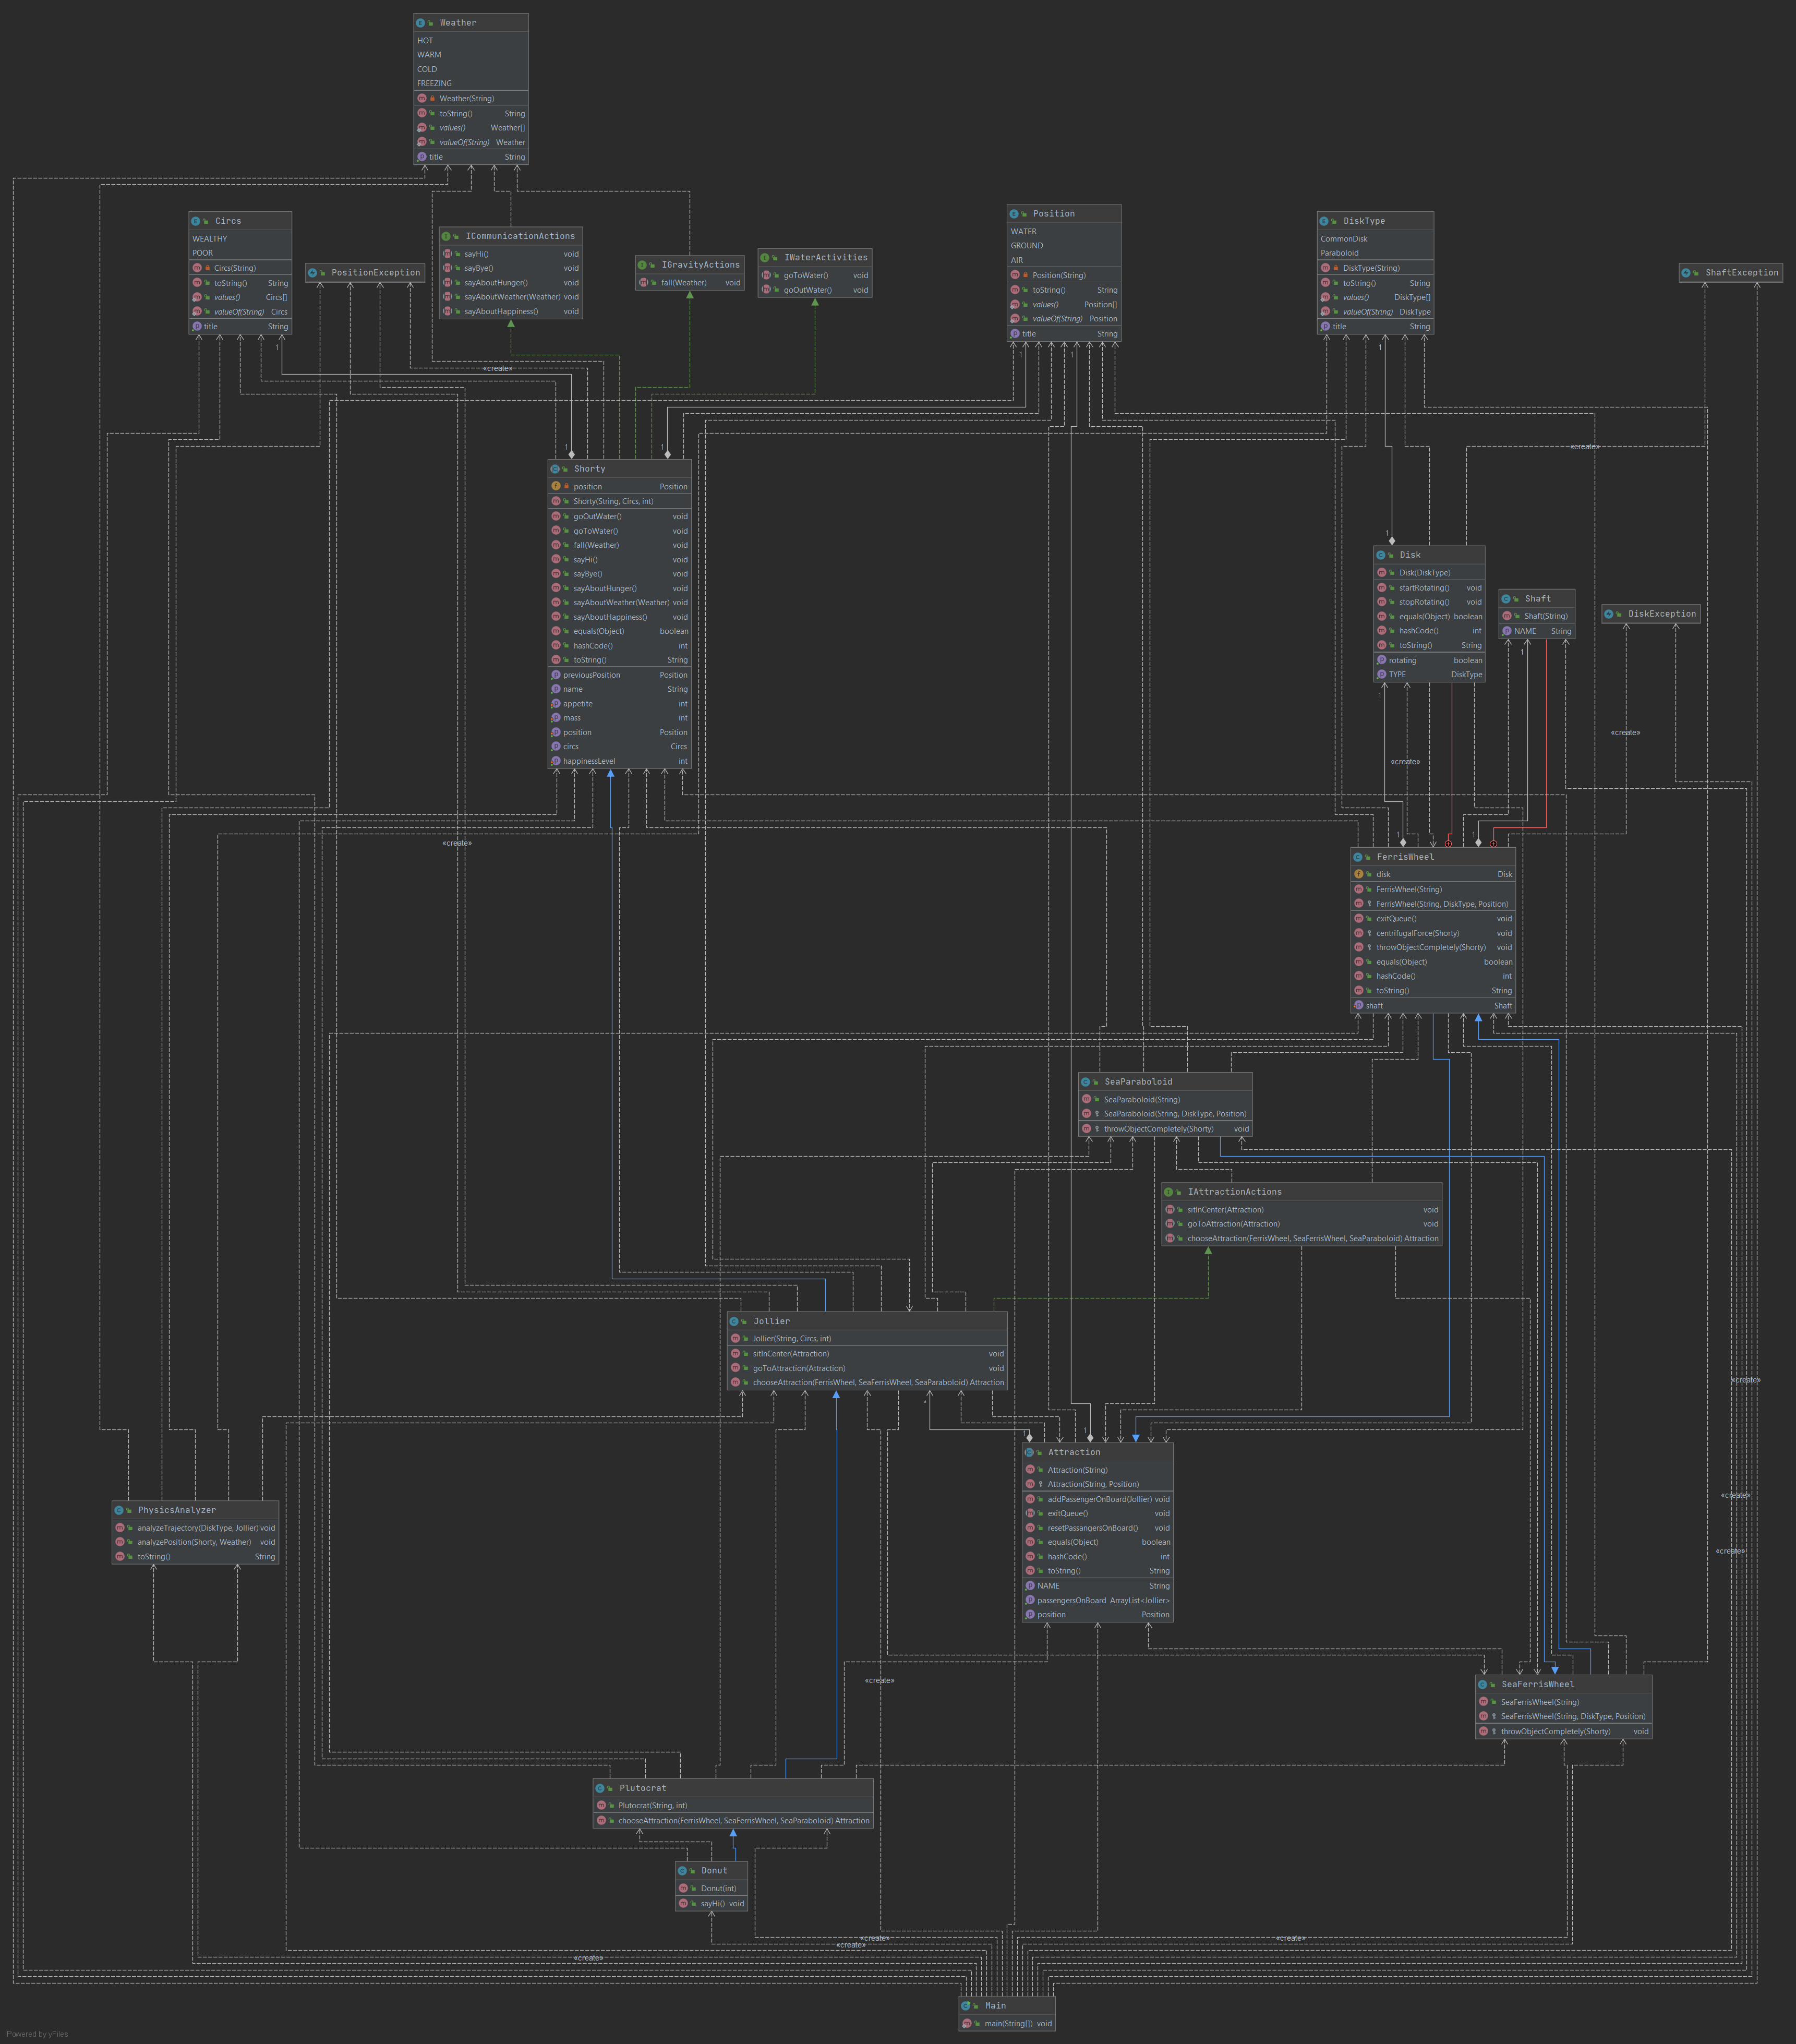 Weather
HOT
WARM
COLD
FREEZING
Weather(String)
toString() String
values() Weather[]
valueOf(String) Weather
title String
Circs
WEALTHY
POOR
Circs(String)
toString() String
values() Circs[]
valueOf(String) Circs
title String
PositionException
ICommunicationActions
sayHi() void
sayBye() void
sayAboutHunger() void
sayAboutWeather(Weather) void
sayAboutHappiness() void
IGravityActions
fall(Weather) void
IWaterActivities
goToWater() void
goOutWater() void
Position
WATER
GROUND
AIR
Position(String)
toString() String
values() Position[]
valueOf(String) Position
title String
DiskType
CommonDisk
Paraboloid
DiskType(String)
toString() String
values() DiskType[]
valueOf(String) DiskType
title String
ShaftException
1
1
1
1
«create»
«create»
1
1
Shorty
position Position
Shorty(String, Circs, int)
goOutWater() void
goToWater() void
fall(Weather) void
sayHi() void
sayBye() void
sayAboutHunger() void
sayAboutWeather(Weather) void
sayAboutHappiness() void
equals(Object) boolean
hashCode() int
toString() String
previousPosition Position
name String
appetite int
mass int
position Position
circs Circs
happinessLevel int
1
Disk
Disk(DiskType)
startRotating() void
stopRotating() void
equals(Object) boolean
hashCode() int
toString() String
rotating boolean
TYPE DiskType
Shaft
Shaft(String)
NAME String
DiskException
1
1
«create»
«create»
«create»
1
1
FerrisWheel
disk Disk
FerrisWheel(String)
FerrisWheel(String, DiskType, Position)
exitQueue() void
centrifugalForce(Shorty) void
throwObjectCompletely(Shorty) void
equals(Object) boolean
hashCode() int
toString() String
shaft Shaft
SeaParaboloid
SeaParaboloid(String)
SeaParaboloid(String, DiskType, Position)
throwObjectCompletely(Shorty) void
IAttractionActions
sitInCenter(Attraction) void
goToAttraction(Attraction) void
chooseAttraction(FerrisWheel, SeaFerrisWheel, SeaParaboloid) Attraction
Jollier
Jollier(String, Circs, int)
sitInCenter(Attraction) void
goToAttraction(Attraction) void
chooseAttraction(FerrisWheel, SeaFerrisWheel, SeaParaboloid) Attraction
«create»
*
1
1
Attraction
Attraction(String)
Attraction(String, Position)
addPassengerOnBoard(Jollier) void
exitQueue() void
resetPassangersOnBoard() void
equals(Object) boolean
hashCode() int
toString() String
NAME String
passengersOnBoard ArrayList<Jollier>
position Position
PhysicsAnalyzer
analyzeTrajectory(DiskType, Jollier) void
analyzePosition(Shorty, Weather) void
toString() String
«create»
«create»
«create»
SeaFerrisWheel
SeaFerrisWheel(String)
SeaFerrisWheel(String, DiskType, Position)
throwObjectCompletely(Shorty) void
Plutocrat
Plutocrat(String, int)
chooseAttraction(FerrisWheel, SeaFerrisWheel, SeaParaboloid) Attraction
Donut
Donut(int)
sayHi() void
«create»
«create»
«create»
«create»
Main
main(String[]) void
Powered by yFiles